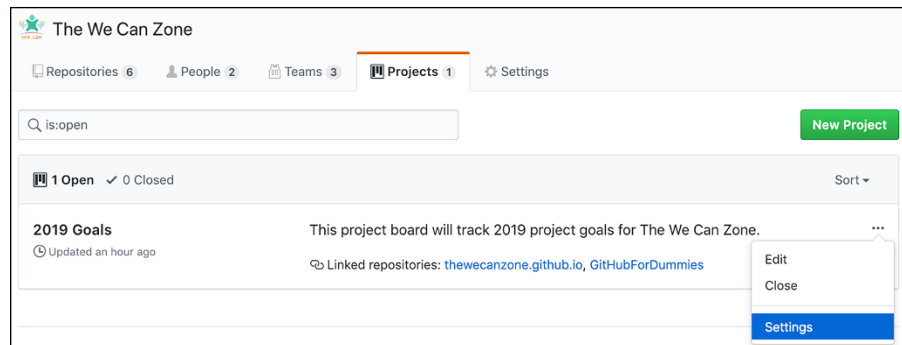 The We Can Zone
Repositories 6 People 2 Teams 3 Projects 1 Settings
is:open
New Project
1 Open 0 Closed Sort
2019 Goals
This project board will track 2019 project goals for The We Can Zone.
...
Updated an hour ago
Linked repositories: thewecanzone.github.io, GitHubForDummies
Edit
Close
Settings